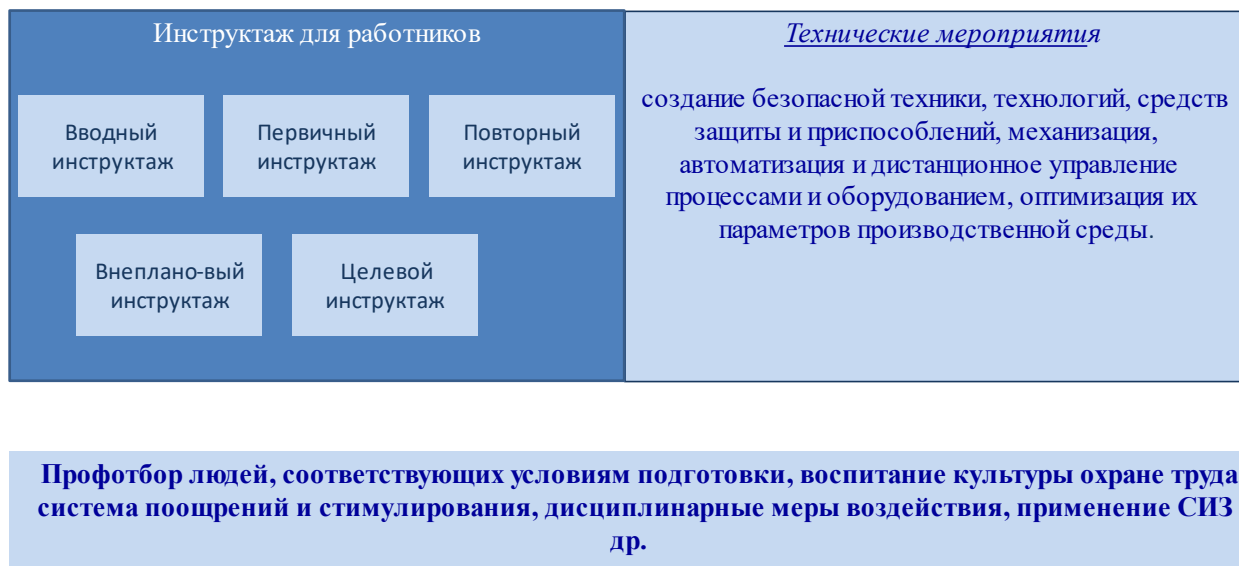 Инструктаж для работников
Вводный
инструктаж
Первичный
инструктаж
Повторный
инструктаж
Внеплано-вый
инструктаж
Целевой
инструктаж
Технические мероприятия
создание безопасной техники, технологий, средств
защиты и приспособлений, механизация,
автоматизация и дистанционное управление
процессами и оборудованием, оптимизация их
параметров производственной среды.
Профотбор людей, соответствующих условиям подготовки, воспитание культуры охране труда
система поощрений и стимулирования, дисциплинарные меры воздействия, применение СИЗ
др.